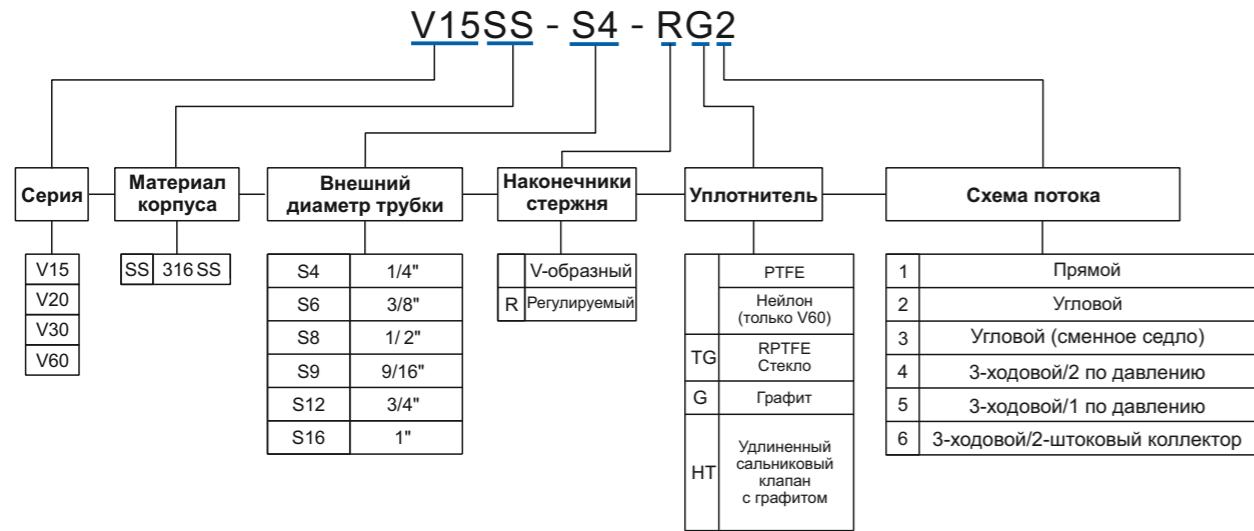 V15SS - S4 - RG2
Серия
Материал
корпуса
Внешний
диаметр трубки
Наконечники
стержня
Уплотнитель
Схема потока
V15
V20
V30
V60
SS 316 SS
S4 1/4"
S6 3/8"
S8 1/ 2"
S9 9/16"
S12 3/4"
S16 1"
V-образный
R Регулируемый
PTFE
Нейлон
(только V60)
TG RPTFE
Стекло
G Графит
HT Удлиненный
сальниковый
клапан
с графитом
1 Прямой
2 Угловой
3 Угловой (сменное седло)
4 3-ходовой/2 по давлению
5 3-ходовой/1 по давлению
6 3-ходовой/2-штоковый коллектор